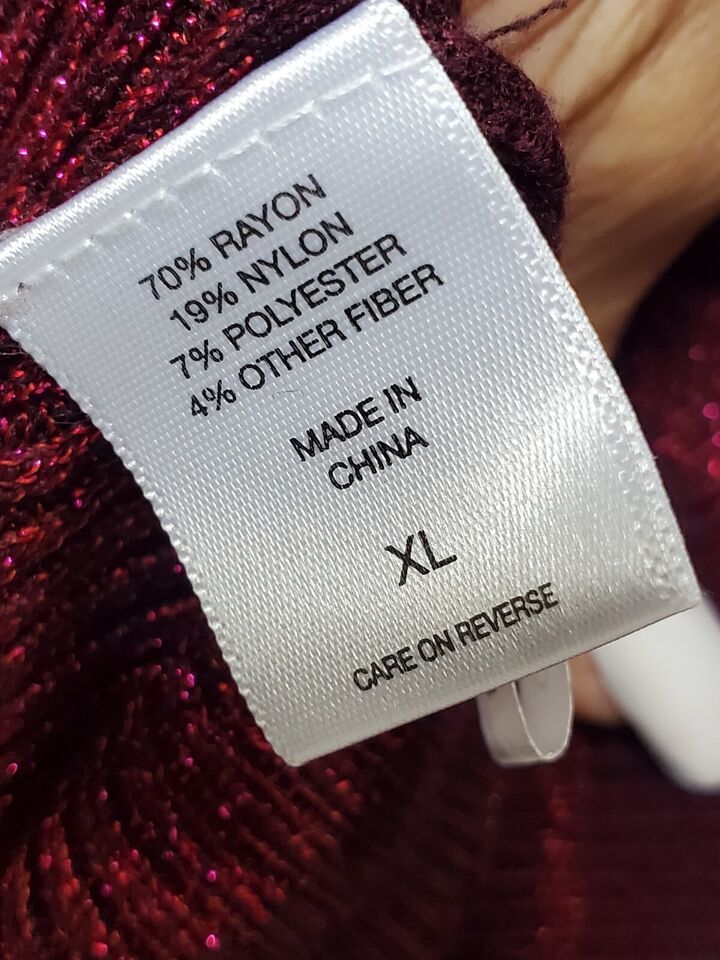 70% RAYON
19% NYLON
7% POLYESTER
4% OTHER FIBER
MADE IN
CHINA
XL
CARE ON REVERSE